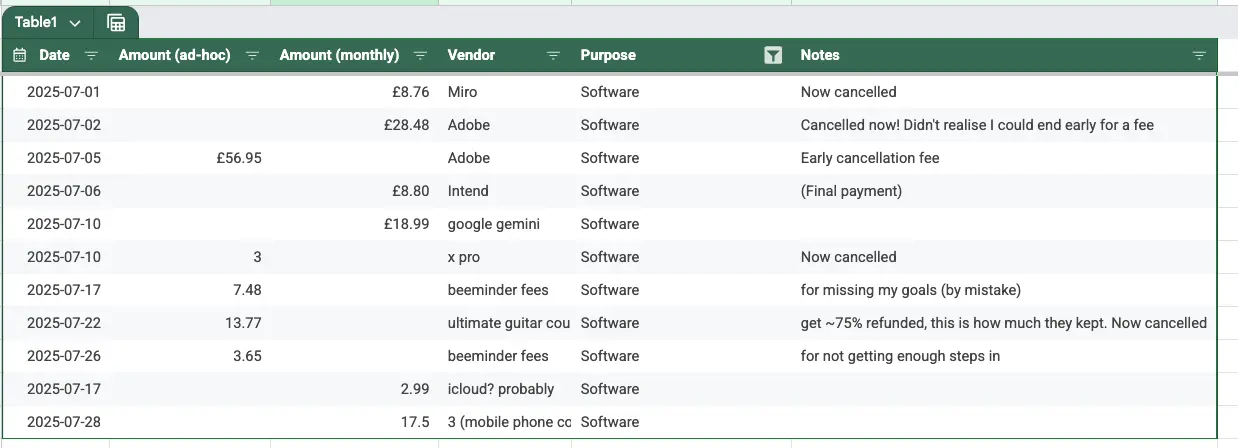 Table1
Date Amount (ad-hoc) Amount (monthly) Vendor Purpose Notes
2025-07-01 £8.76 Miro Software Now cancelled
2025-07-02 £28.48 Adobe Software Cancelled now! Didn't realise I could end early for a fee
2025-07-05 £56.95 Adobe Software Early cancellation fee
2025-07-06 £8.80 Intend Software (Final payment)
2025-07-10 £18.99 google gemini Software
2025-07-10 3 x pro Software Now cancelled
2025-07-17 7.48 beeminder fees Software for missing my goals (by mistake)
2025-07-22 13.77 ultimate guitar cou Software get ~75% refunded, this is how much they kept. Now cancelled
2025-07-26 3.65 beeminder fees Software for not getting enough steps in
2025-07-17 2.99 icloud? probably Software
2025-07-28 17.5 3 (mobile phone co Software